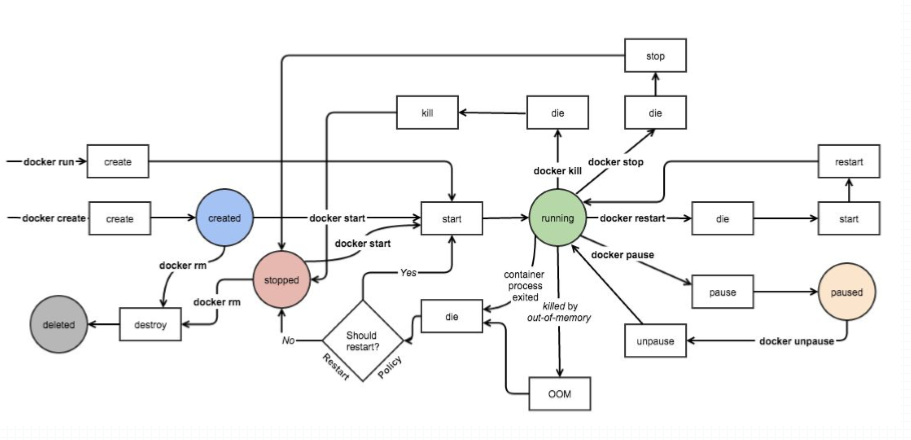 stop
kill
die
die
docker run
create
docker kill
docker stop
restart
docker create
create
created
docker start
start
running
docker restart
die
start
docker start
docker rm
docker pause
stopped
Yes
container
process
exited
pause
paused
docker rm
killed by
out-of-memory
deleted
destroy
No
Should
restart?
Restart
Policy
die
unpause
docker unpause
OOM